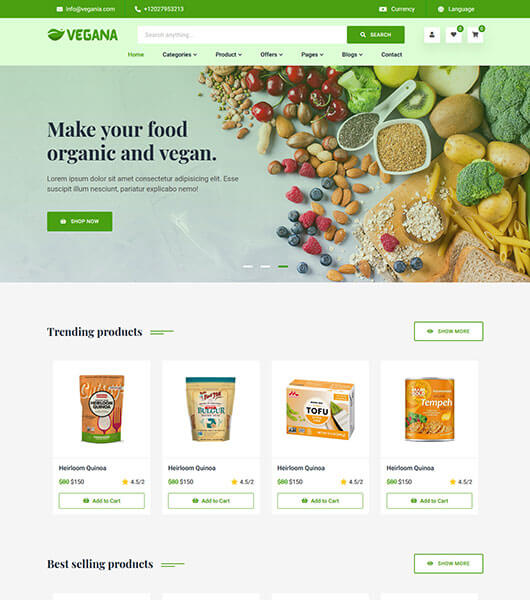 info@vegania.com +12027953213 Currency Language
VEGANA Search anything... SEARCH 0 0
Home Categories Product Offers Pages Blogs Contact
Make your food
organic and vegan.
Lorem ipsum dolor sit amet consectetur adipisicing elit. Esse
suscipit illum nesciunt, pariatur explicabo nemo!
SHOP NOW
Trending products SHOW MORE
HEIRLOOM
QUINOA
Bob's
Red Mill
BULGUR
TOFU
Tempeh
Heirloom Quinoa Heirloom Quinoa Heirloom Quinoa Heirloom Quinoa
$80 $150 4.5/2 $80 $150 4.5/2 $80 $150 4.5/2 $80 $150 4.5/2
Add to Cart Add to Cart Add to Cart Add to Cart
Best selling products SHOW MORE